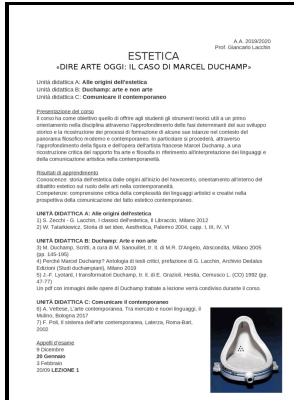 A.A. 2019/2020
Prof. Giancarlo Lacchin
ESTETICA
«DIRE ARTE OGGI: IL CASO DI MARCEL DUCHAMP»
Unità didattica A: Alle origini dell'estetica
Unità didattica B: Duchamp: arte e non arte
Unità didattica C: Comunicare il contemporaneo
Presentazione del corso
Il corso ha come obiettivo quello di offrire agli studenti gli strumenti teorici utili a un primo
orientamento nella disciplina attraverso l'approfondimento delle fasi determinanti del suo sviluppo
storico e la ricostruzione dei processi di formazione di alcune sue istanze nel contesto del
panorama filosofico moderno e contemporaneo. In particolare si procederà, attraverso
l'approfondimento della figura e dell'opera dell'artista francese Marcel Duchamp, a una
ricostruzione critica del rapporto fra arte e filosofia in riferimento all'interpretazione dei linguaggi e
della comunicazione artistica nella contemporaneità.
Risultati di apprendimento
Conoscenze: storia dell'estetica dalle origini all'inizio del Novecento, orientamento all'interno del
dibattito estetico sul ruolo delle arti nella contemporaneità.
Competenze: comprensione critica della complessità dei linguaggi artistici e creativi nella
prospettiva della comunicazione del fatto estetico contemporaneo.
UNITÀ DIDATTICA A: Alle origini dell'estetica
1) S. Zecchi - G. Lacchin, I classici dell'estetica, Il Libraccio, Milano 2012
2) W. Tatarkiewicz, Storia di sei idee, Aesthetica, Palermo 2004, capp. I, III, IV, VI
UNITÀ DIDATTICA B: Duchamp: Arte e non arte
3) M. Duchamp, Scritti, a cura di M. Sanouillet, tr. it. di M.R. D'Angelo, Abscondita, Milano 2005
(pp. 145-195)
4) Perché Marcel Duchamp? Antologia di testi critici, prefazione di G. Lacchin, Archivio Dedalus
Edizioni (Studi duchampiani), Milano 2019
5) J.-F. Lyotard, I transformatori Duchamp, tr. it. di E. Grazioli, Hestia, Cernusco L. (CO) 1992 (pp.
47-77)
Un pdf con immagini delle opere di Duchamp trattate a lezione verrà condiviso durante il corso
UNITÀ DIDATTICA C: Comunicare il contemporaneo
6) A. Vettese, L'arte contemporanea. Tra mercato e nuovi linguaggi, Il
Mulino, Bologna 2017
7) F. Poli, Il sistema dell'arte contemporanea, Laterza, Roma-Bari,
2002
Appelli d'esame
9 Dicembre
20 Gennaio
3 Febbraio
20/09 LEZIONE 1